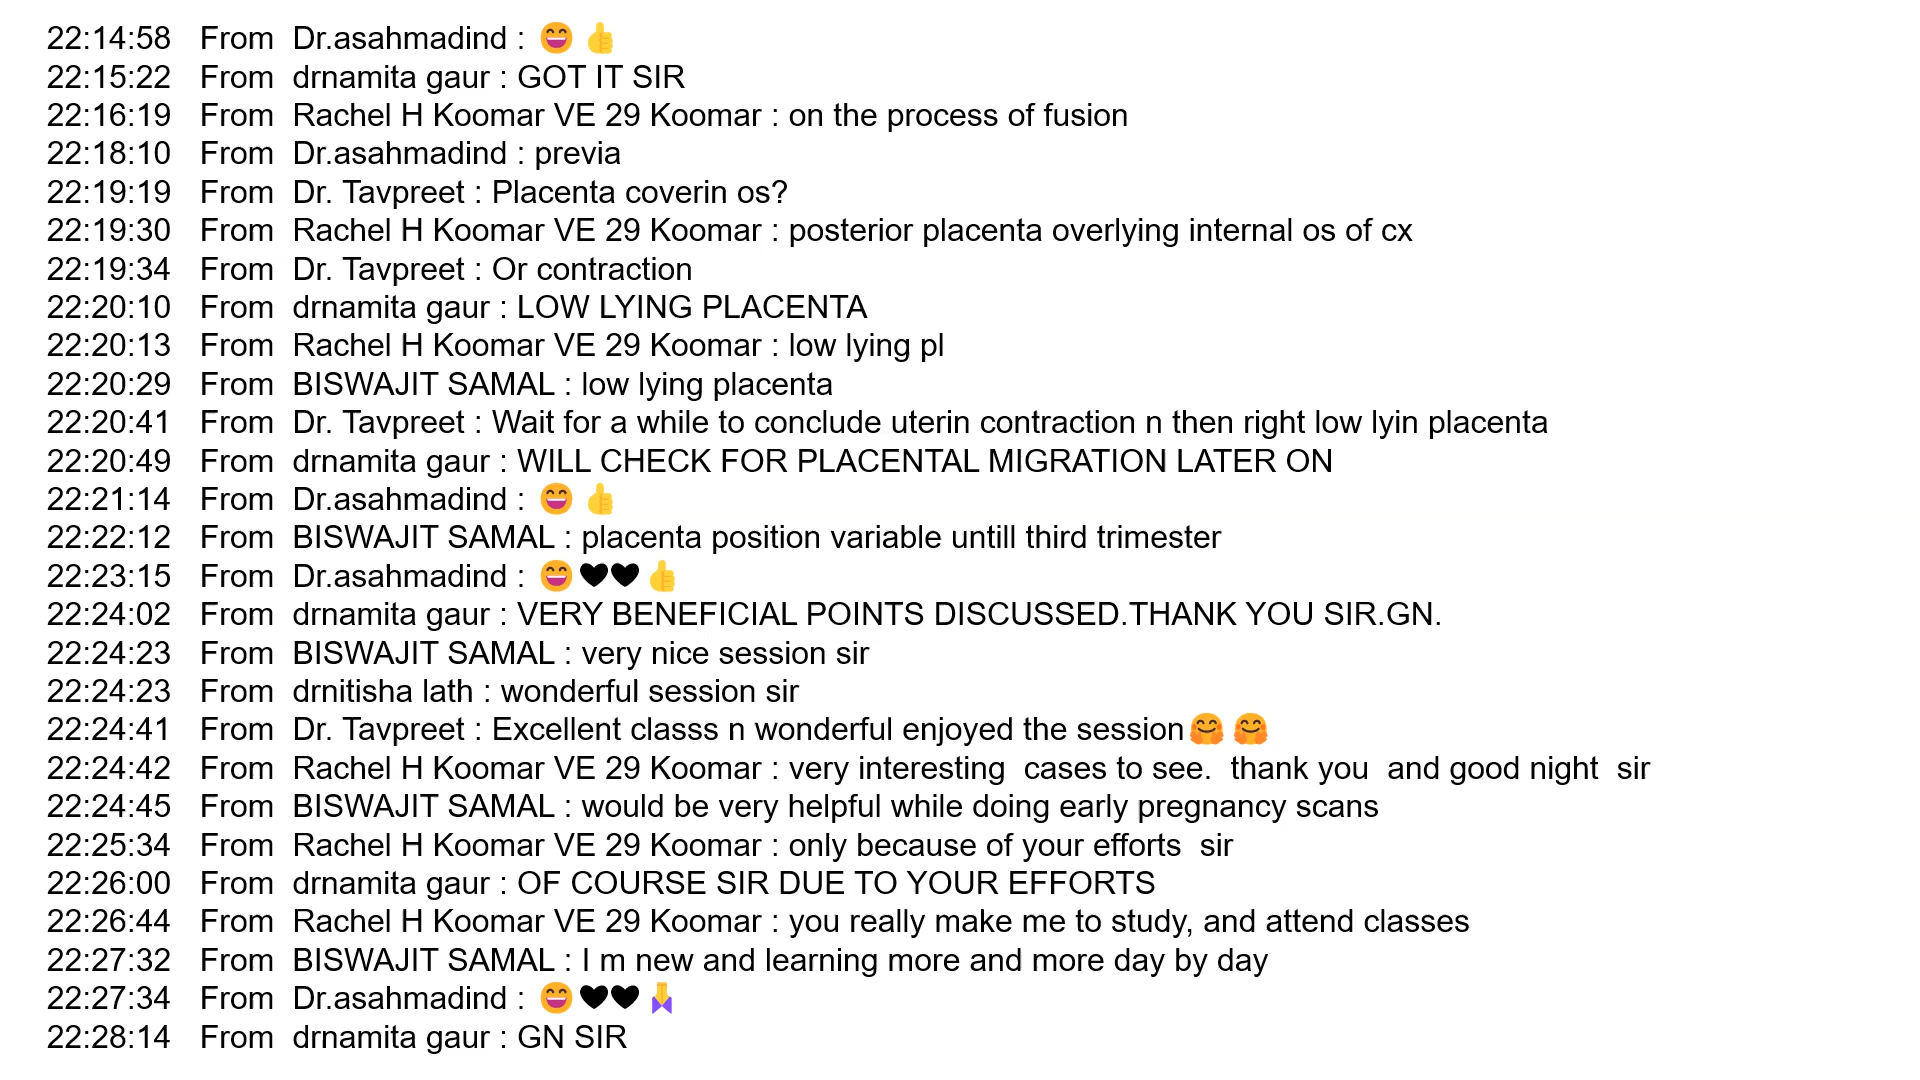 22:14:58 From Dr.asahmadind : 😄👍
22:15:22 From drnamita gaur : GOT IT SIR
22:16:19 From Rachel H Koomar VE 29 Koomar : on the process of fusion
22:18:10 From Dr.asahmadind : previa
22:19:19 From Dr. Tavpreet : Placenta coverin os?
22:19:30 From Rachel H Koomar VE 29 Koomar : posterior placenta overlying internal os of cx
22:19:34 From Dr. Tavpreet : Or contraction
22:20:10 From drnamita gaur : LOW LYING PLACENTA
22:20:13 From Rachel H Koomar VE 29 Koomar : low lying pl
22:20:29 From BISWAJIT SAMAL : low lying placenta
22:20:41 From Dr. Tavpreet : Wait for a while to conclude uterin contraction n then right low lyin placenta
22:20:49 From drnamita gaur : WILL CHECK FOR PLACENTAL MIGRATION LATER ON
22:21:14 From Dr.asahmadind : 😄👍
22:22:12 From BISWAJIT SAMAL : placenta position variable untill third trimester
22:23:15 From Dr.asahmadind : 😄🖤🖤👍
22:24:02 From drnamita gaur : VERY BENEFICIAL POINTS DISCUSSED.THANK YOU SIR.GN.
22:24:23 From BISWAJIT SAMAL : very nice session sir
22:24:23 From drnitisha lath : wonderful session sir
22:24:41 From Dr. Tavpreet : Excellent classs n wonderful enjoyed the session🤗🤗
22:24:42 From Rachel H Koomar VE 29 Koomar : very interesting cases to see. thank you and good night sir
22:24:45 From BISWAJIT SAMAL : would be very helpful while doing early pregnancy scans
22:25:34 From Rachel H Koomar VE 29 Koomar : only because of your efforts sir
22:26:00 From drnamita gaur : OF COURSE SIR DUE TO YOUR EFFORTS
22:26:44 From Rachel H Koomar VE 29 Koomar : you really make me to study, and attend classes
22:27:32 From BISWAJIT SAMAL : I m new and learning more and more day by day
22:27:34 From Dr.asahmadind : 😄🖤🖤🙏
22:28:14 From drnamita gaur : GN SIR